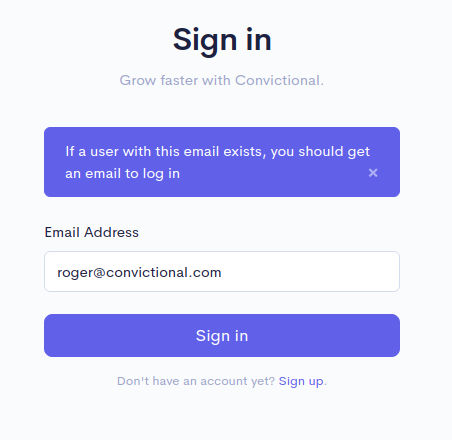 Sign in
Grow faster with Convictional.
If a user with this email exists, you should get
an email to log in ×
Email Address
roger@convictional.com
Sign in
Don't have an account yet? Sign up.